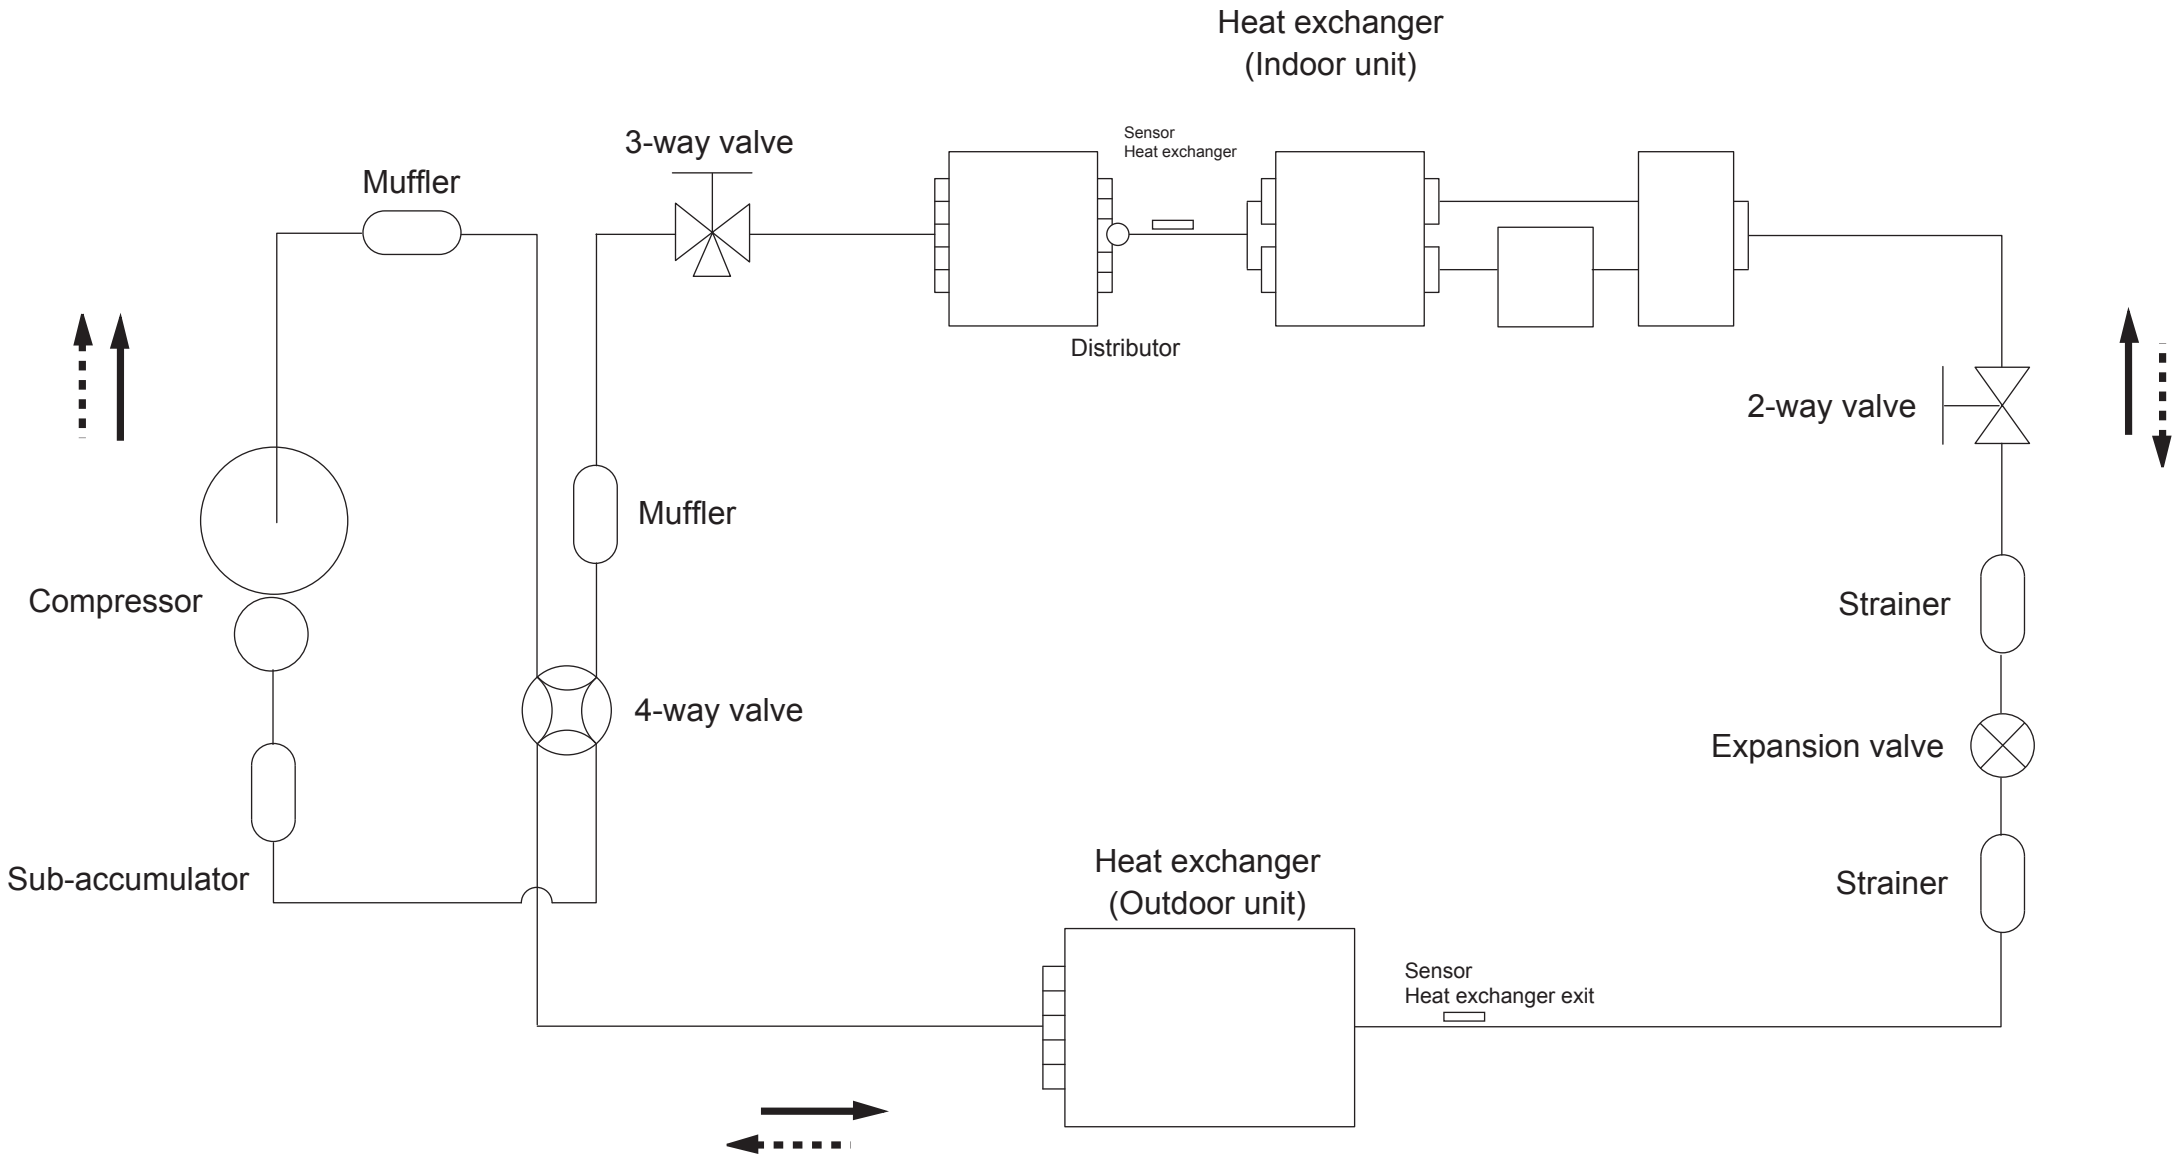 Heat exchanger
(Indoor unit)
3-way valve
Sensor
Heat exchanger
Muffler
Distributor
2-way valve
Muffler
Compressor
Strainer
4-way valve
Expansion valve
Sub-accumulator
Heat exchanger
(Outdoor unit)
Strainer
Sensor
Heat exchanger exit